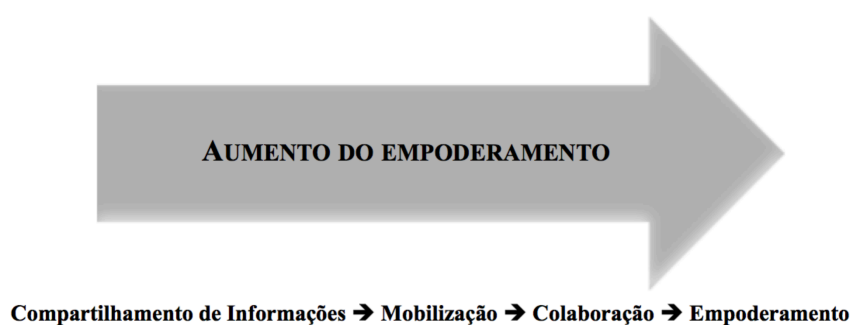 AUMENTO DO EMPODERAMENTO
Compartilhamento de Informações ➔ Mobilização ➔ Colaboração ➔ Empoderamento